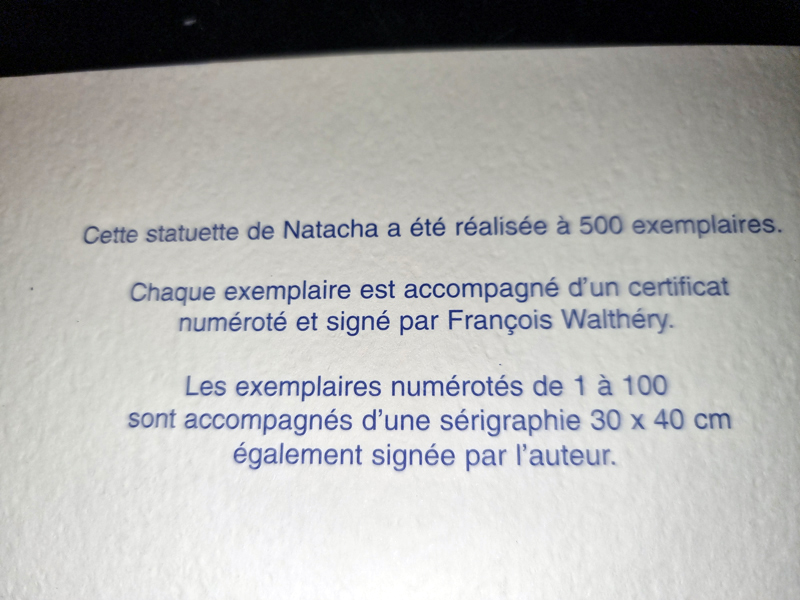 Cette statuette de Natacha a été réalisée à 500 exemplaires.
Chaque exemplaire est accompagné d'un certificat
numéroté et signé par François Walthéry.
Les exemplaires numérotés de 1 à 100
sont accompagnés d'une sérigraphie 30 x 40 cm
également signée par l'auteur.